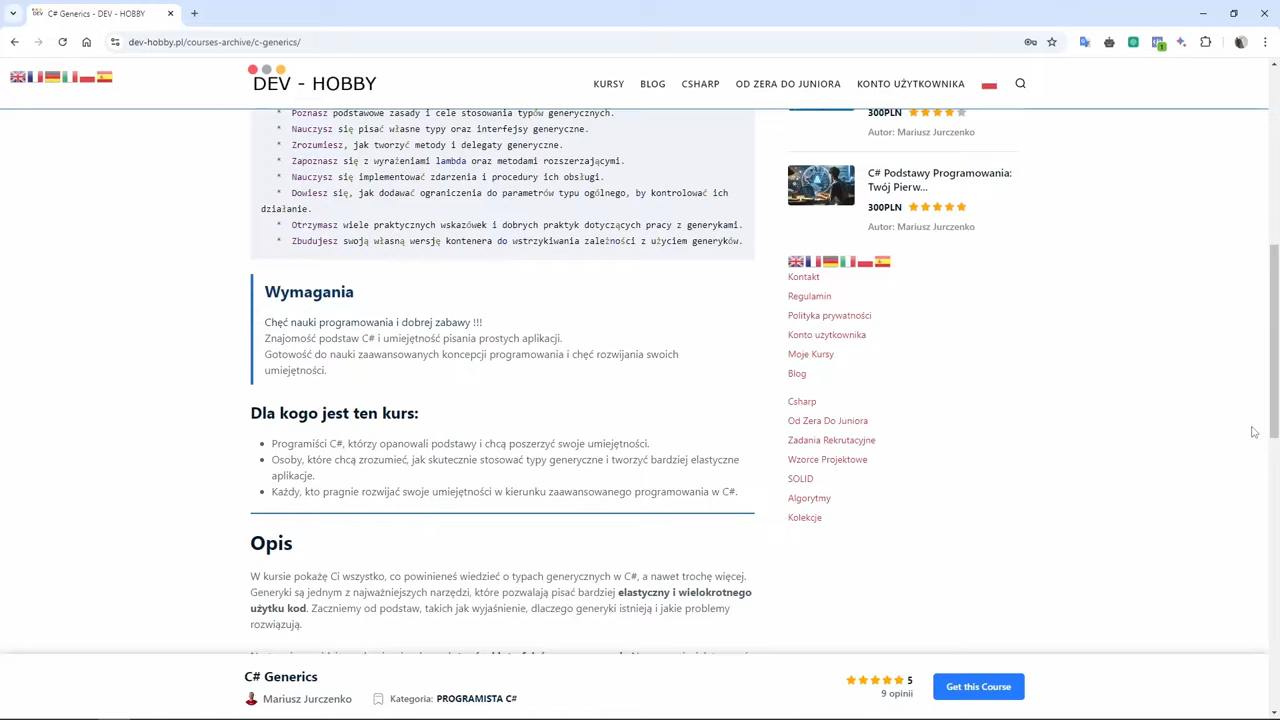 C# Generics - DEV - HOBBY
dev-hobby.pl/courses-archive/c-generics/
DEV - HOBBY
KURSY
BLOG
CSHARP
OD ZERA DO JUNIORA
KONTO UŻYTKOWNIKA
* Poznasz podstawowe zasady i cele stosowania typów generycznych.
* Nauczysz się pisać własne typy oraz interfejsy generyczne.
* Zrozumiesz, jak tworzyć metody i delegaty generyczne.
* Zapoznasz się z wyrażeniami lambda oraz metodami rozszerzającymi.
* Nauczysz się implementować zdarzenia i procedury ich obsługi.
* Dowiesz się, jak dodawać ograniczenia do parametrów typu ogólnego, by kontrolować ich
działanie.
* Otrzymasz wiele praktycznych wskazówek i dobrych praktyk dotyczących pracy z generykami.
* Zbudujesz swoją własną wersję kontenera do wstrzykiwania zależności z użyciem generyków.
Wymagania
Chęć nauki programowania i dobrej zabawy !!!
Znajomość podstaw C# i umiejętność pisania prostych aplikacji.
Gotowość do nauki zaawansowanych koncepcji programowania i chęć rozwijania swoich
umiejętności.
Dla kogo jest ten kurs:
• Programiści C#, którzy opanowali podstawy i chcą poszerzyć swoje umiejętności.
• Osoby, które chcą zrozumieć, jak skutecznie stosować typy generyczne i tworzyć bardziej elastyczne
aplikacje.
• Każdy, kto pragnie rozwijać swoje umiejętności w kierunku zaawansowanego programowania w C#.
Opis
W kursie pokażę Ci wszystko, co powinieneś wiedzieć o typach generycznych w C#, a nawet trochę więcej.
Generyki są jednym z najważniejszych narzędzi, które pozwalają pisać bardziej elastyczny i wielokrotnego
użytku kod. Zaczniemy od podstaw, takich jak wyjaśnienie, dlaczego generyki istnieją i jakie problemy
rozwiązują.
300PLN
Autor: Mariusz Jurczenko
C# Podstawy Programowania:
Twój Pierw...
300PLN
Autor: Mariusz Jurczenko
Kontakt
Regulamin
Polityka prywatności
Konto uzytkownika
Moje Kursy
Blog
Csharp
Od Zera Do Juniora
Zadania Rekrutacyjne
Wzorce Projektowe
SOLID
Algorytmy
Kolekcje
C# Generics
Mariusz Jurczenko
Kategoria: PROGRAMISTA C#
5
9 opinii
Get this Course